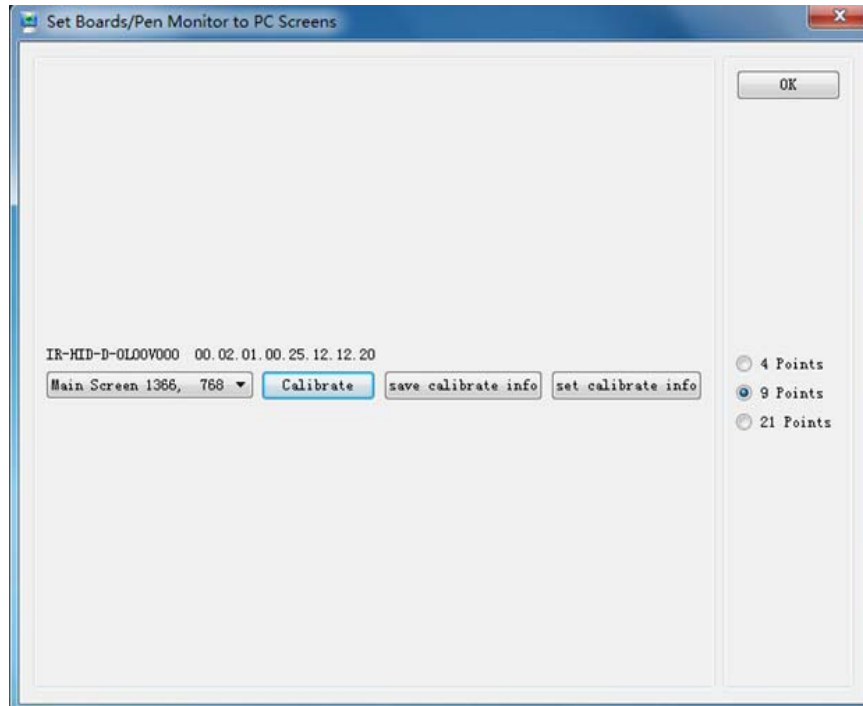 Set Boards/Pen Monitor to PC Screens
OK
IR-HID-D-OL00V000 00.02.01.00.25.12.12.20
Main Screen 1366, 768
Calibrate
save calibrate info
set calibrate info
4 Points
9 Points
21 Points